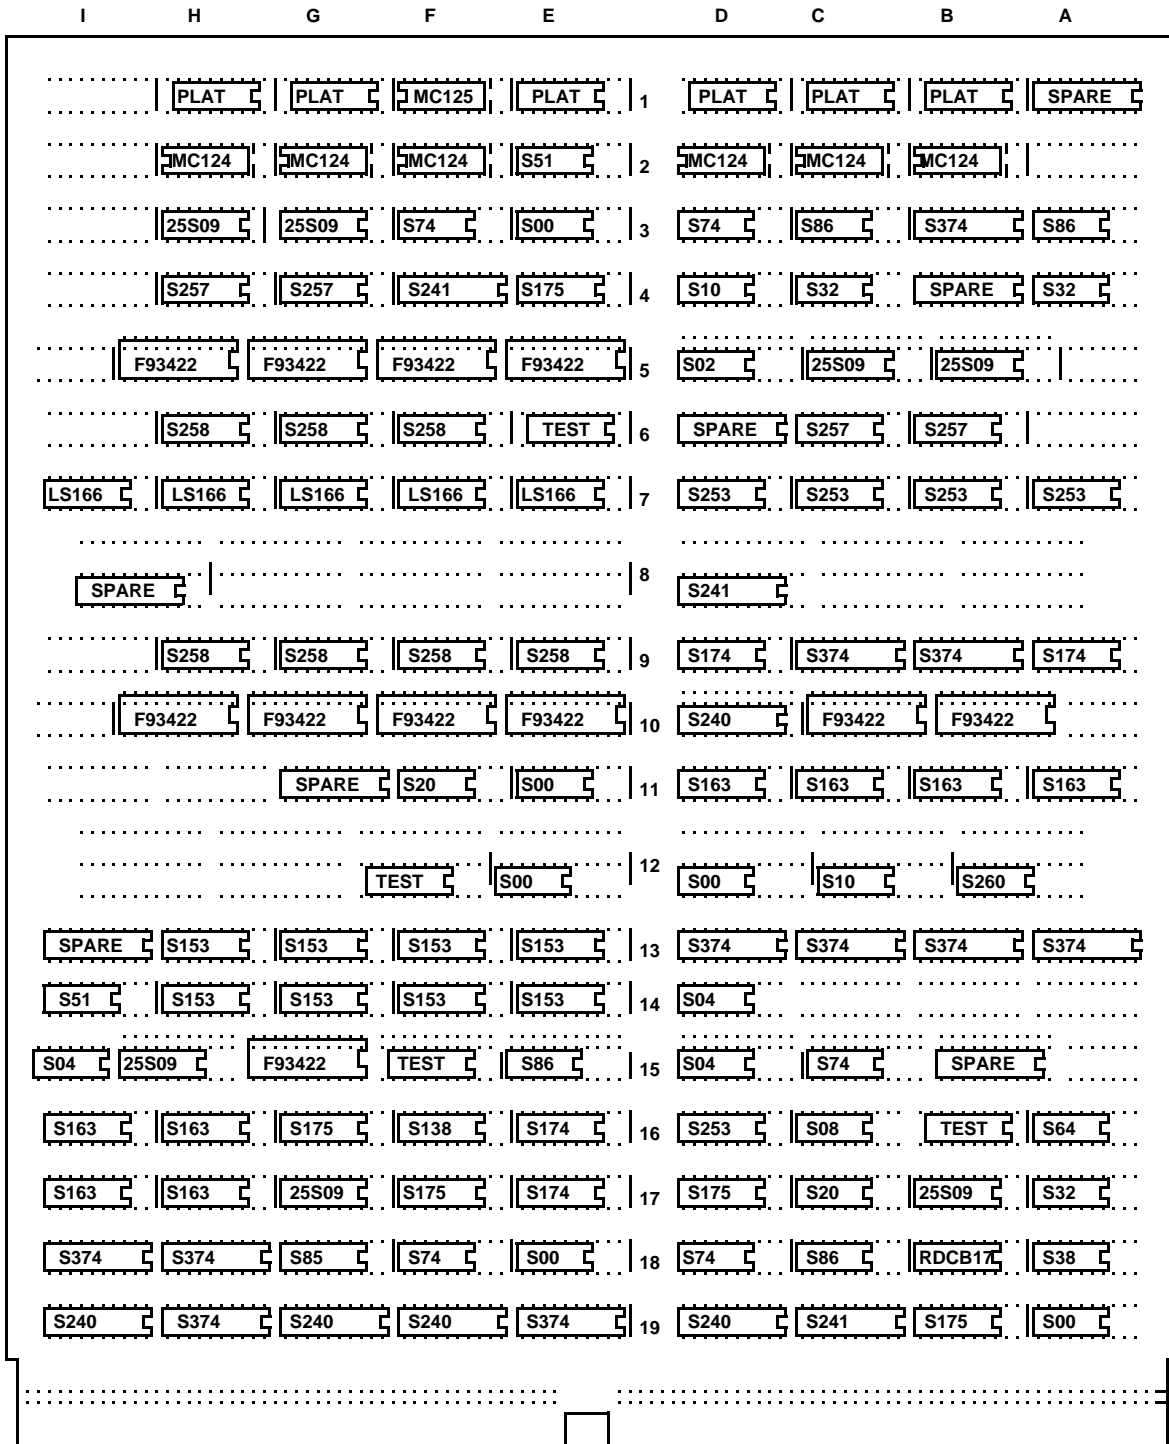 I H G F E D C B A
PLAT PLAT MC125 PLAT 1 PLAT PLAT PLAT SPARE
MC124 MC124 MC124 S51 2 MC124 MC124 MC124
25S09 25S09 S74 S00 3 S74 S86 S374 S86
S257 S257 S241 S175 4 S10 S32 SPARE S32
F93422 F93422 F93422 F93422 5 S02 25S09 25S09
S258 S258 S258 TEST 6 SPARE S257 S257
LS166 LS166 LS166 LS166 LS166 7 S253 S253 S253 S253
SPARE 8 S241
S258 S258 S258 S258 9 S174 S374 S374 S174
F93422 F93422 F93422 F93422 10 S240 F93422 F93422
SPARE S20 S00 11 S163 S163 S163 S163
TEST S00 12 S00 S10 S260
SPARE S153 S153 S153 S153 13 S374 S374 S374 S374
S51 S153 S153 S153 S153 14 S04
S04 25S09 F93422 TEST S86 15 S04 S74 SPARE
S163 S163 S175 S138 S174 16 S253 S08 TEST S64
S163 S163 25S09 S175 S174 17 S175 S20 25S09 S32
S374 S374 S85 S74 S00 18 S74 S86 RDCB17 S38
S240 S374 S240 S240 S374 19 S240 S241 S175 S00